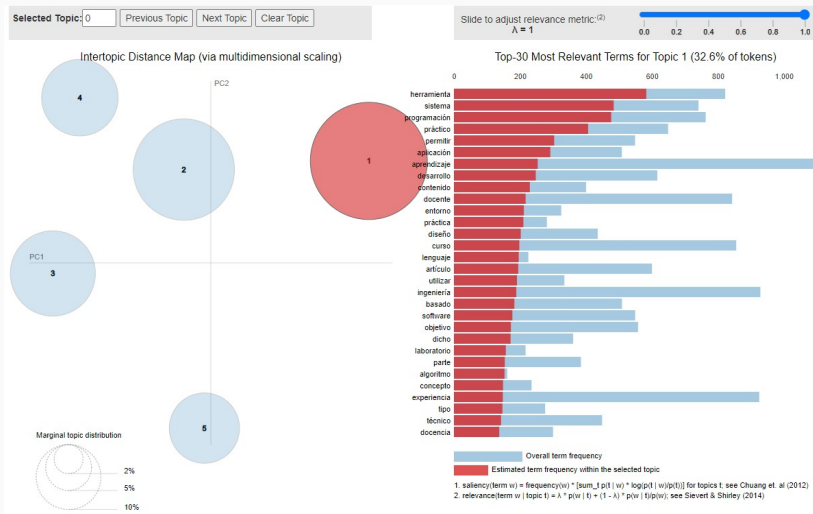 Selected Topic: 0 Previous Topic Next Topic Clear Topic
Slide to adjust relevance metric:(2)
λ = 1
0.0 0.2 0.4 0.6 0.8 1.0
Intertopic Distance Map (via multidimensional scaling)
PC2
PC1
4
2
1
3
5
Marginal topic distribution
2%
5%
10%
Top-30 Most Relevant Terms for Topic 1 (32.6% of tokens)
0 200 400 600 800 1,000
herramienta
sistema
programación
práctico
permitir
aplicación
aprendizaje
desarrollo
contenido
docente
entorno
práctica
diseño
curso
lenguaje
artículo
utilizar
ingeniería
basado
software
objetivo
dicho
laboratorio
parte
algoritmo
concepto
experiencia
tipo
técnico
docencia
Overall term frequency
Estimated term frequency within the selected topic
1. saliency(term w) = frequency(w) * [sum_t p(t | w) * log(p(t | w)/p(t))] for topics t; see Chuang et. al (2012)
2. relevance(term w | topic t) = λ * p(w | t) + (1 - λ) * p(w | t)/p(w); see Sievert & Shirley (2014)